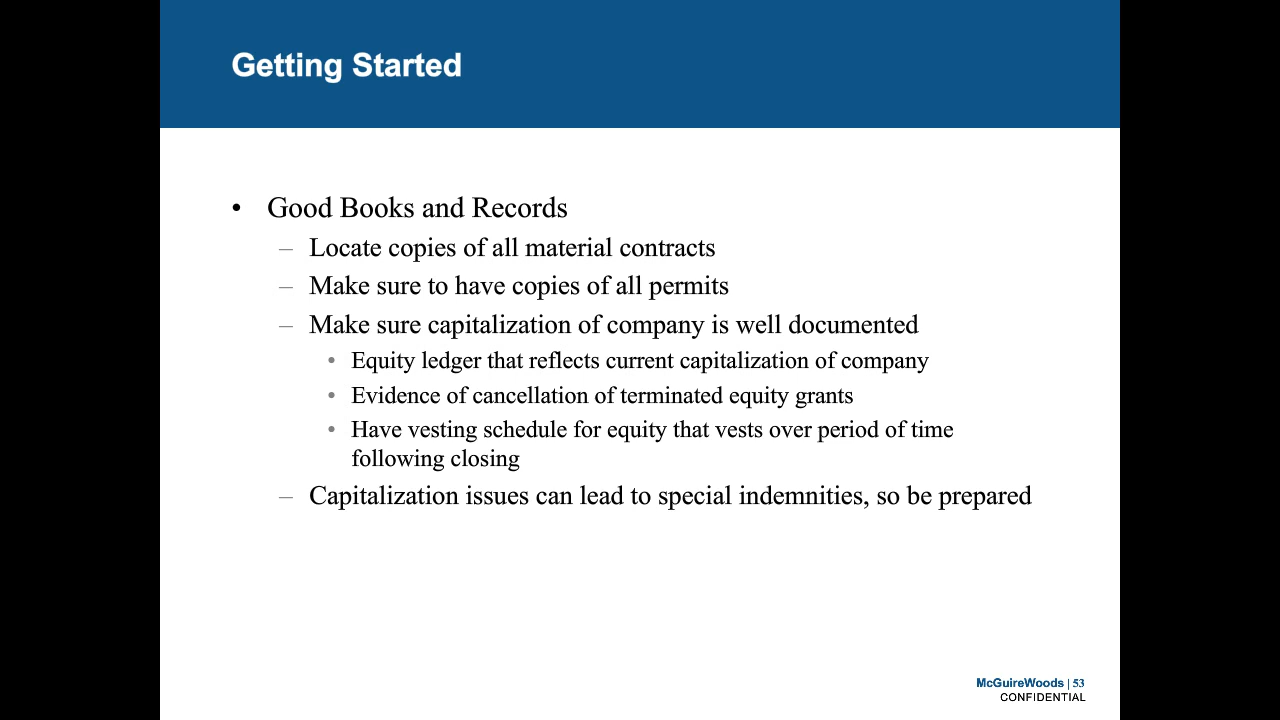 Getting Started
• Good Books and Records
– Locate copies of all material contracts
– Make sure to have copies of all permits
– Make sure capitalization of company is well documented
• Equity ledger that reflects current capitalization of company
• Evidence of cancellation of terminated equity grants
• Have vesting schedule for equity that vests over period of time
following closing
– Capitalization issues can lead to special indemnities, so be prepared
McGuireWoods | 53
CONFIDENTIAL